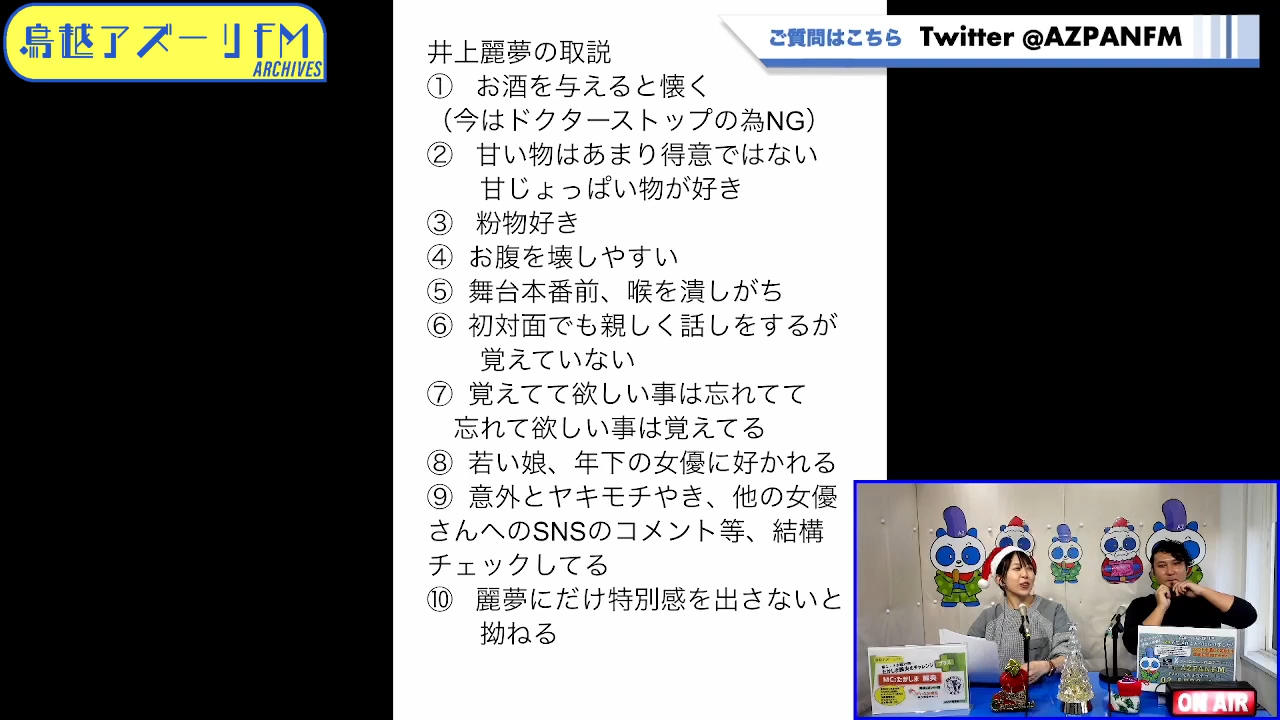 鳥越アズーリFM
ARCHIVES
ご質問はこちら Twitter @AZPANFM
井上麗夢の取説
① お酒を与えると懐く
（今はドクターストップの為NG）
② 甘い物はあまり得意ではない
甘じょっぱい物が好き
③ 粉物好き
④ お腹を壊しやすい
⑤ 舞台本番前、喉を潰しがち
⑥ 初対面でも親しく話しをするが
覚えていない
⑦ 覚えてて欲しい事は忘れてて
忘れて欲しい事は覚えてる
⑧ 若い娘、年下の女優に好かれる
⑨ 意外とヤキモチやき、他の女優
さんへのSNSのコメント等、結構
チェックしてる
⑩ 麗夢にだけ特別感を出さないと
拗ねる
AZPANFM
ON AIR